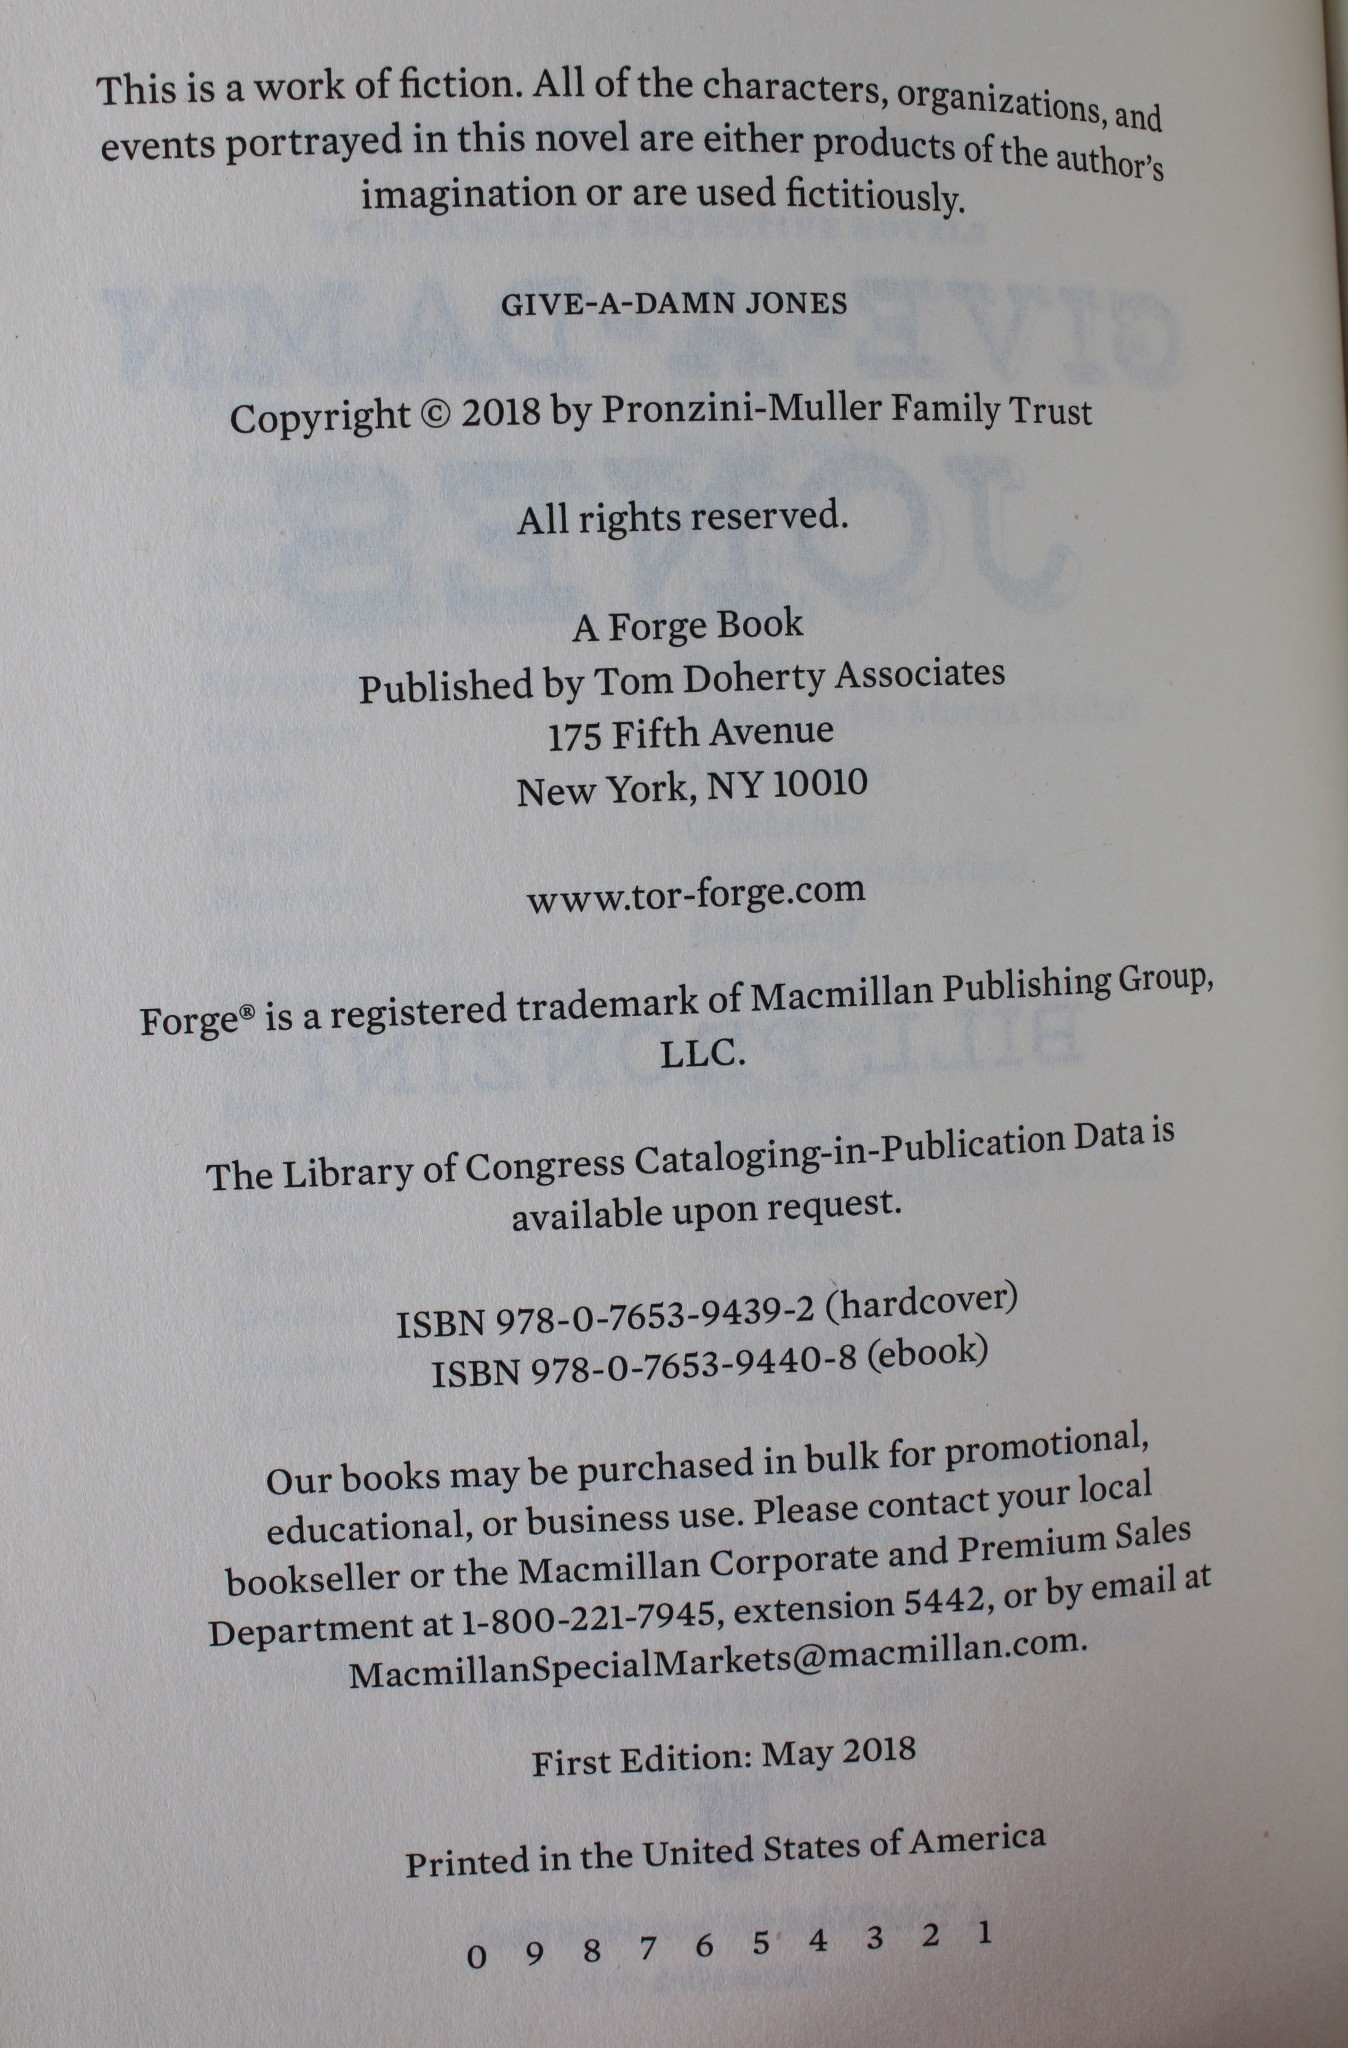 This is a work of fiction. All of the characters, organizations, and
events portrayed in this novel are either products of the author's
imagination or are used fictitiously.
GIVE-A-DAMN JONES
Copyright © 2018 by Pronzini-Muller Family Trust
All rights reserved.
A Forge Book
Published by Tom Doherty Associates
175 Fifth Avenue
New York, NY 10010
www.tor-forge.com
Forge® is a registered trademark of Macmillan Publishing Group,
LLC.
The Library of Congress Cataloging-in-Publication Data is
available upon request.
ISBN 978-0-7653-9439-2 (hardcover)
ISBN 978-0-7653-9440-8 (ebook)
Our books may be purchased in bulk for promotional,
educational, or business use. Please contact your local
bookseller or the Macmillan Corporate and Premium Sales
Department at 1-800-221-7945, extension 5442, or by email at
MacmillanSpecialMarkets@macmillan.com.
First Edition: May 2018
Printed in the United States of America
0 9 8 7 6 5 4 3 2 1